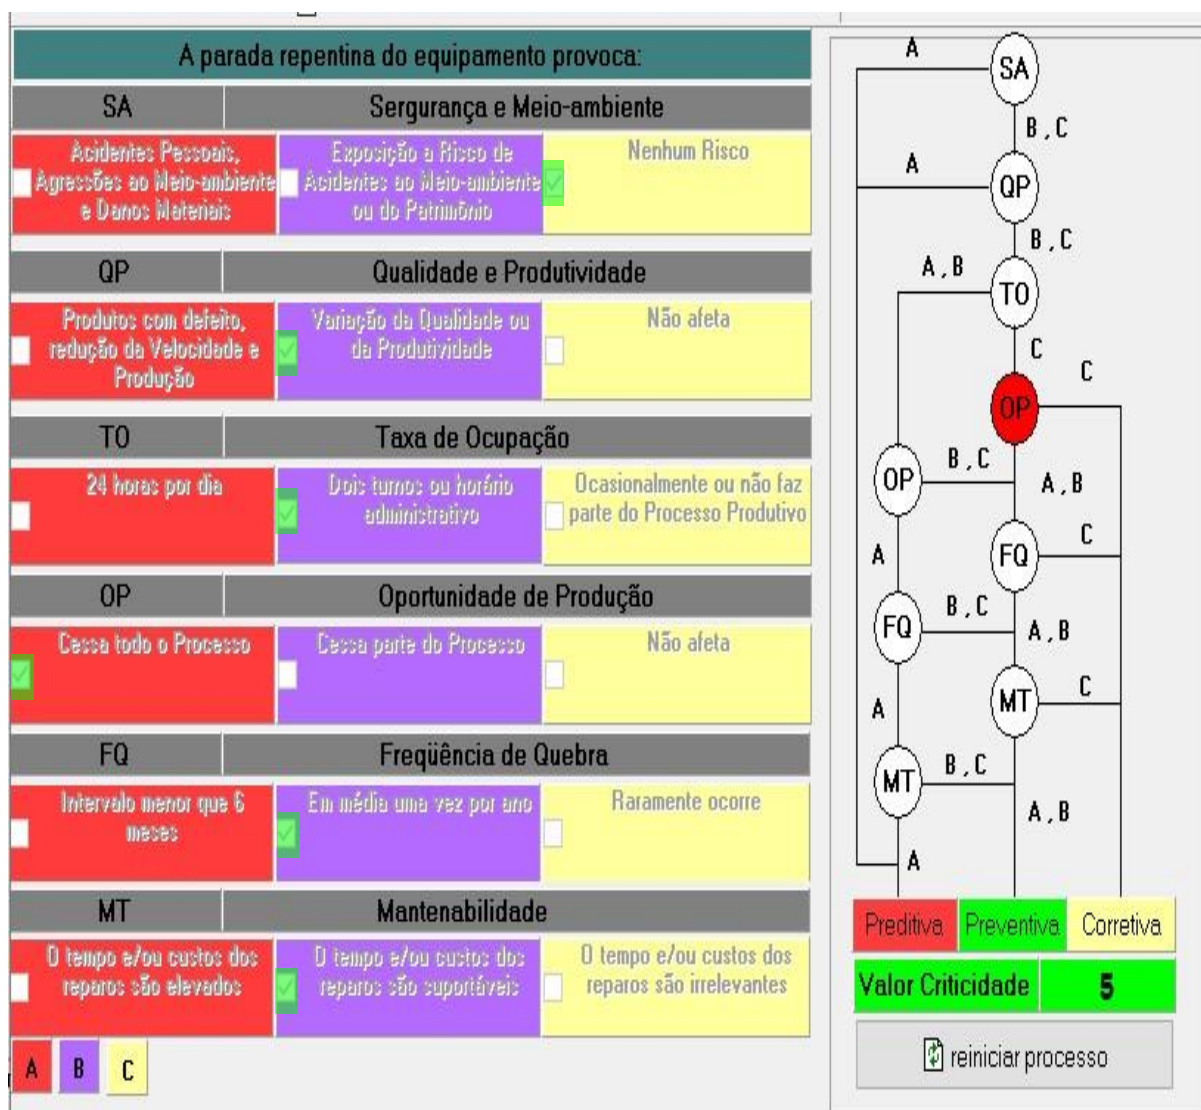 A parada repentina do equipamento provoca:
SA
Sergurança e Meio-ambiente
Acidentes Pessoais,
Agressões ao Meio-ambiente
e Danos Materiais
Exposição a Risco de
Acidentes ao Meio-ambiente
ou do Patrimônio
Nenhum Risco
QP
Qualidade e Produtividade
Produtos com defeito,
redução da Velocidade e
Produção
Variação da Qualidade ou
da Produtividade
Não afeta
TO
Taxa de Ocupação
24 horas por dia
Dois turnos ou horário
administrativo
Ocasionalmente ou não faz
parte do Processo Produtivo
OP
Oportunidade de Produção
Cessa todo o Processo
Cessa parte do Processo
Não afeta
FQ
Freqüência de Quebra
Intervalo menor que 6
meses
Em média uma vez por ano
Raramente ocorre
MT
Mantenabilidade
O tempo e/ou custos dos
reparos são elevados
O tempo e/ou custos dos
reparos são suportáveis
O tempo e/ou custos dos
reparos são irrelevantes
A
B
C
A
SA
B , C
A
QP
B , C
A , B
TO
C
C
OP
B , C
OP
A , B
C
A
FQ
B , C
FQ
A , B
C
A
MT
B , C
MT
A , B
A
Preditiva
Preventiva
Corretiva
Valor Criticidade
5
reiniciar processo